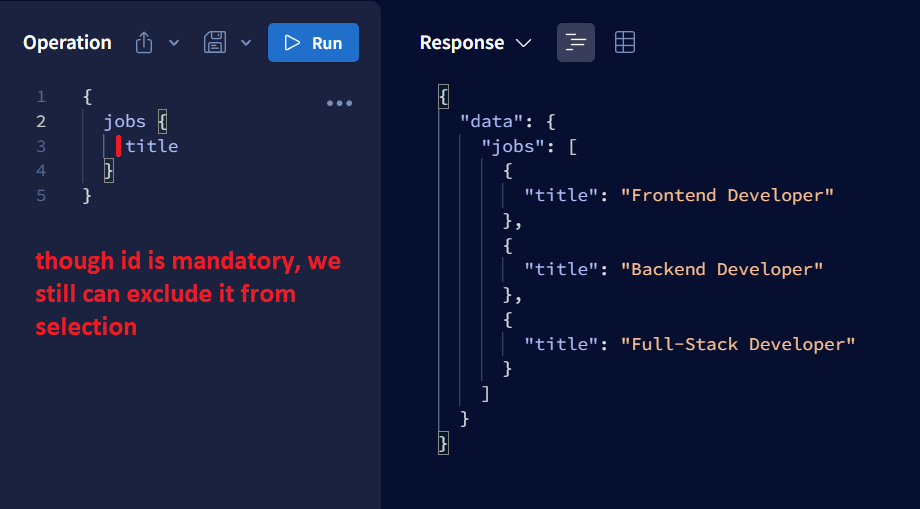 Operation
Run
1 {
2 jobs {
3 title
4 }
5 }
though id is mandatory, we
still can exclude it from
selection
Response
{
"data": {
"jobs": [
{
"title": "Frontend Developer"
},
{
"title": "Backend Developer"
},
{
"title": "Full-Stack Developer"
}
]
}
}